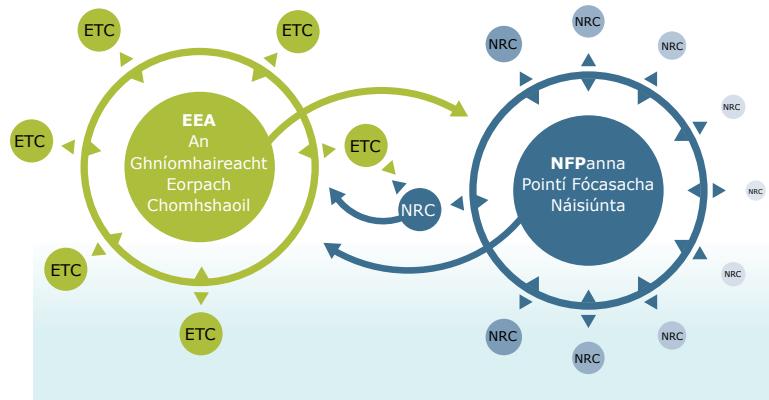 ETC
ETC
ETC
ETC
ETC
ETC
EEA
An
Ghníomhaireacht
Eorpach
Chomhshaoil
NRC
NRC
NRC
NRC
NRC
NRC
NRC
NRC
NRC
NRC
NFPanna
Pointí Fócasacha
Náisiúnta